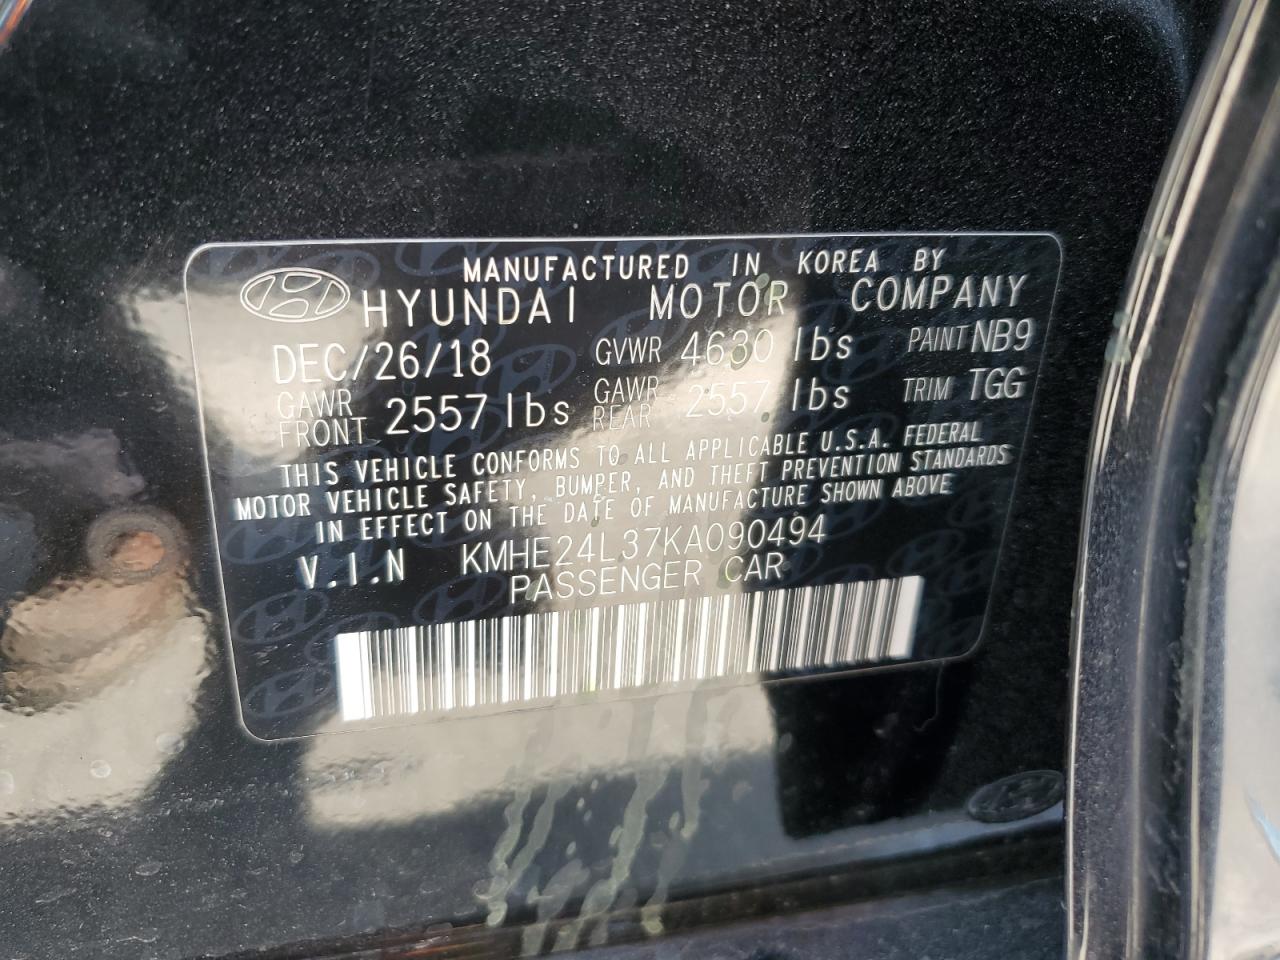 MANUFACTURED IN KOREA BY
HYUNDAI MOTOR COMPANY
DEC/26/18 GVWR 4630 lbs PAINT NB9
GAWR FRONT 2557 lbs GAWR REAR 2557 lbs TRIM TGG
THIS VEHICLE CONFORMS TO ALL APPLICABLE U.S.A. FEDERAL
MOTOR VEHICLE SAFETY, BUMPER, AND THEFT PREVENTION STANDARDS
IN EFFECT ON THE DATE OF MANUFACTURE SHOWN ABOVE
V.I.N KMHE24L37KA090494
PASSENGER CAR